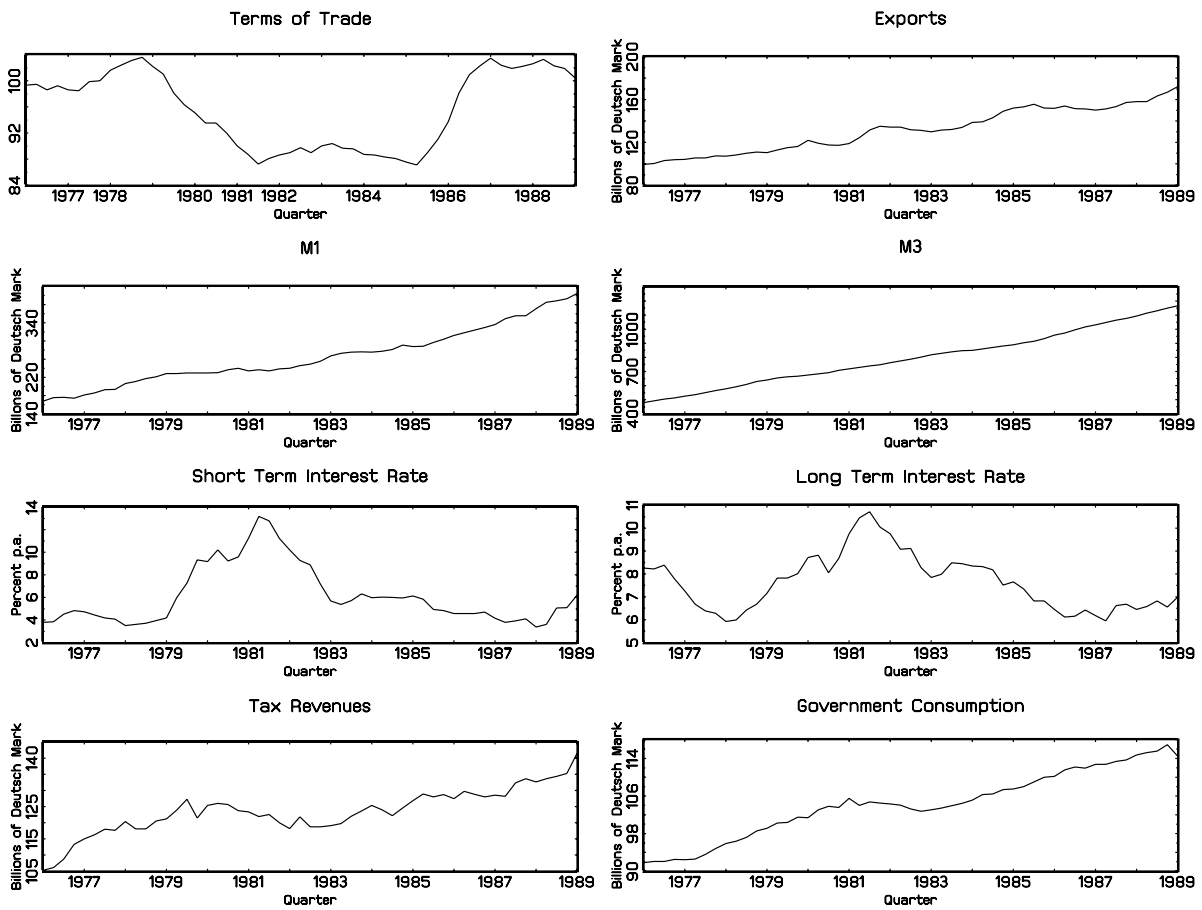 Terms of Trade
100
92
84
1977 1978 1980 1981 1982 1984 1986 1988
Quarter
Exports
Billons of Deutsch Mark
200
160
120
80
1977 1979 1981 1983 1985 1987 1989
Quarter
M1
Billions of Deutsch Mark
340
220
140
1977 1979 1981 1983 1985 1987 1989
Quarter
M3
Billions of Deutsch Mark
1000
700
400
1977 1979 1981 1983 1985 1987 1989
Quarter
Short Term Interest Rate
Percent p.a.
14
10
8
6
4
2
1977 1979 1981 1983 1985 1987 1989
Quarter
Long Term Interest Rate
Percent p.a.
11
10
9
8
7
6
5
1977 1979 1981 1983 1985 1987 1989
Quarter
Tax Revenues
Billions of Deutsch Mark
140
125
115
105
1977 1979 1981 1983 1985 1987 1989
Quarter
Government Consumption
Billions of Deutsch Mark
114
106
98
90
1977 1979 1981 1983 1985 1987 1989
Quarter